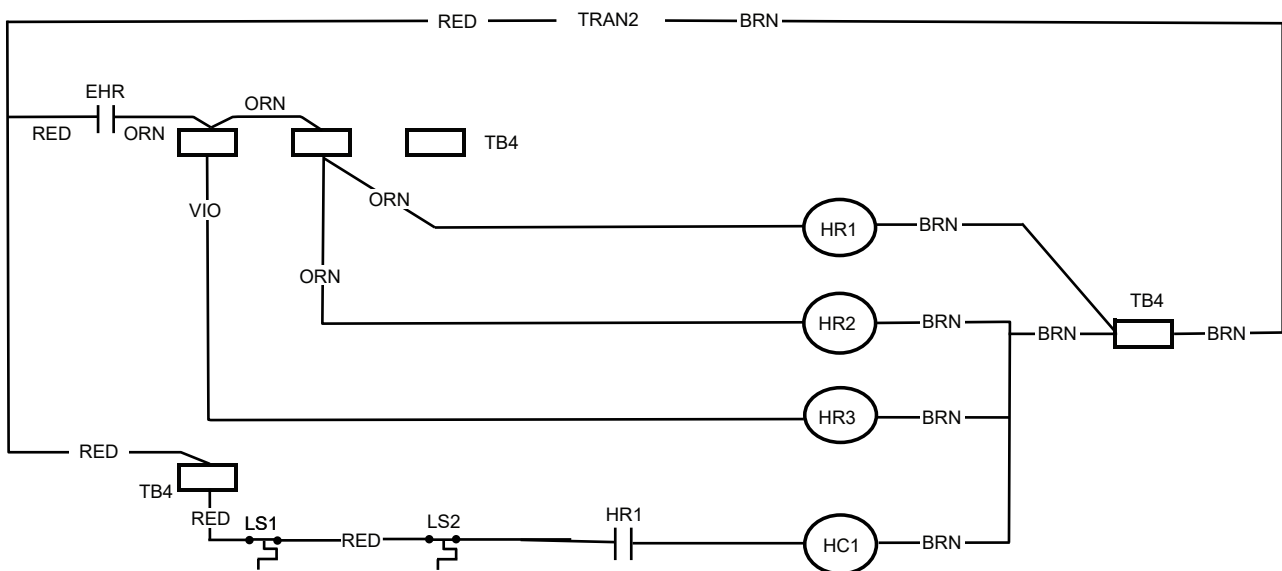 RED TRAN2 BRN
EHR
ORN
RED ORN
TB4
ORN
VIO
HR1 BRN
ORN
TB4
HR2 BRN BRN BRN
HR3 BRN
RED
TB4
RED LS1 LS2 HR1
RED HC1 BRN